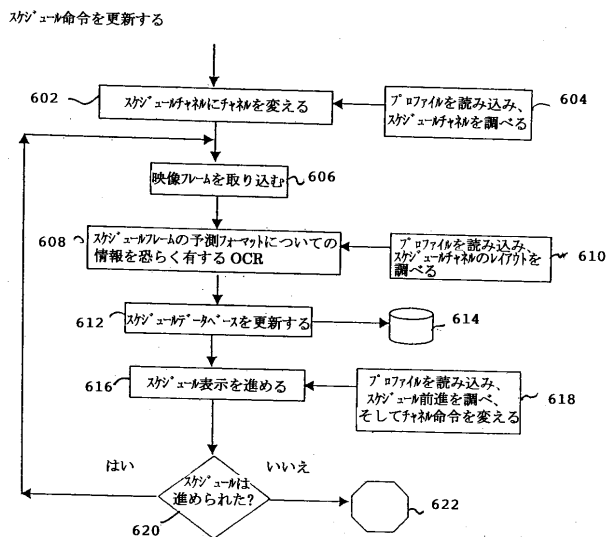 スケジュール命令を更新する
602
スケジュールチャネルにチャネルを変える
プロファイルを読み込み、
スケジュールチャネルを調べる
604
映像フレームを取り込む
606
608
スケジュールフレームの予測フォーマットについての
情報を恐らく有する OCR
プロファイルを読み込み、
スケジュールチャネルのレイアウトを
調べる
610
612
スケジュールデータベースを更新する
614
616
スケジュール表示を進める
プロファイルを読み込み、
スケジュール前進を調べ、
そしてチャネル命令を変える
618
はい
いいえ
スケジュールは
進められた?
620
622